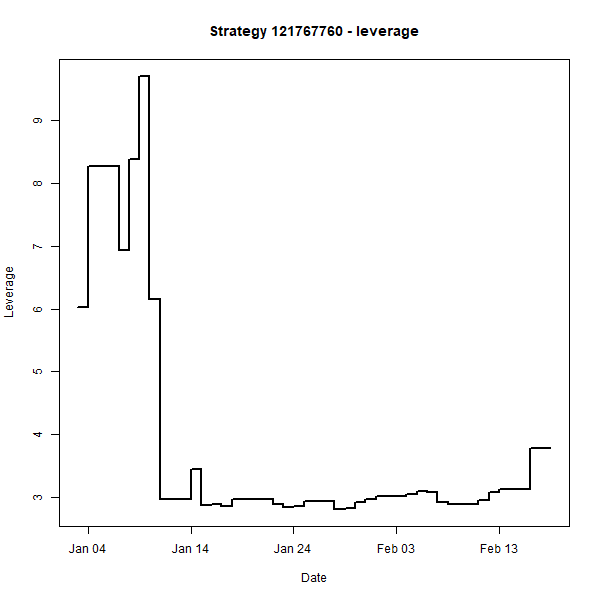 Strategy 121767760 - leverage
Leverage
9
8
7
6
5
4
3
Jan 04
Jan 14
Jan 24
Feb 03
Feb 13
Date